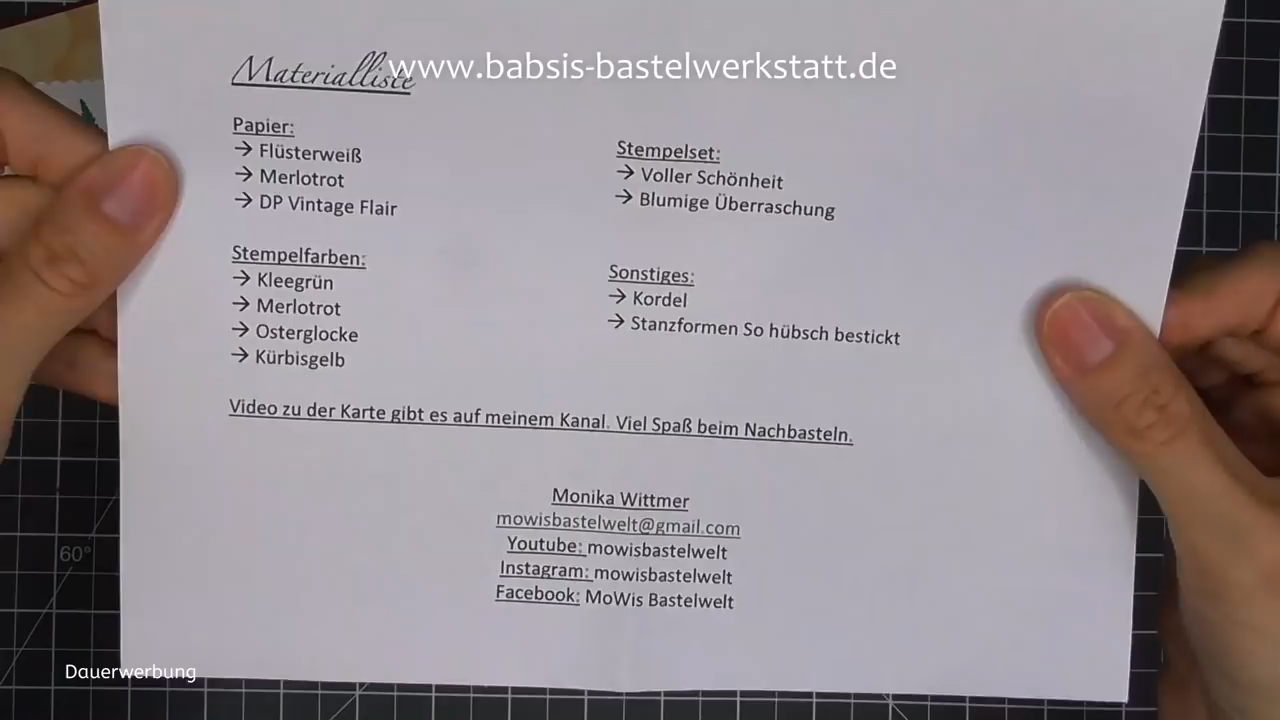 www.babsis-bastelwerkstatt.de
Materialliste
Papier:
→ Flüsterweiß
→ Merlotrot
→ DP Vintage Flair
Stempelfarben:
→ Kleegrün
→ Merlotrot
→ Osterglocke
→ Kürbisgelb
Stempelset:
→ Voller Schönheit
→ Blumige Überraschung
Sonstiges:
→ Kordel
→ Stanzformen So hübsch bestickt
Video zu der Karte gibt es auf meinem Kanal. Viel Spaß beim Nachbasteln.
Monika Wittmer
mowisbastelwelt@gmail.com
Youtube: mowisbastelwelt
Instagram: mowisbastelwelt
Facebook: MoWis Bastelwelt
60°
Dauerwerbung